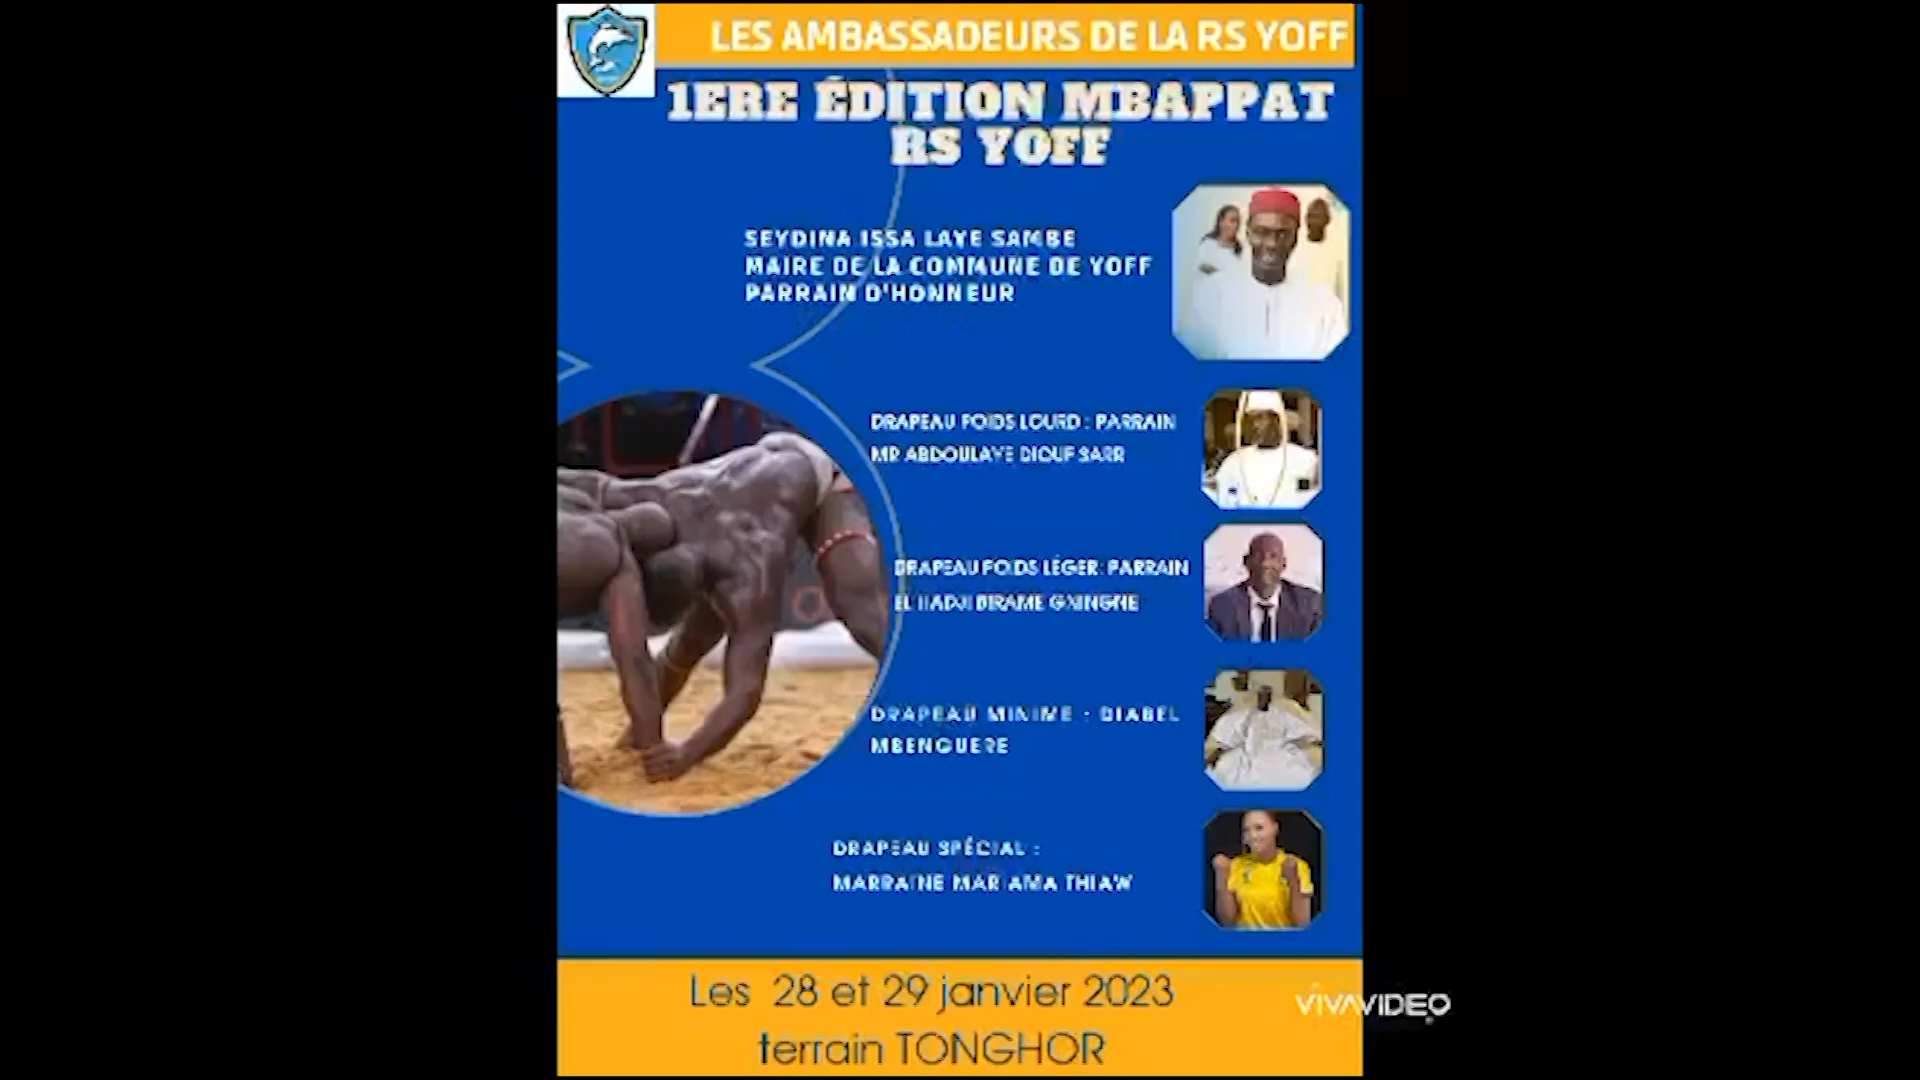 LES AMBASSADEURS DE LA RS YOFF
1ERE ÉDITION MBAPPAT
RS YOFF
SEYDINA ISSA LAYE SAMBE
MAIRE DE LA COMMUNE DE YOFF
PARRAIN D'HONNEUR
DRAPEAU POIDS LOURD : PARRAIN
MR ABDOULAYE DIOUF SARR
DRAPEAU POIDS LÉGER: PARRAIN
EL HADJI BIRAME
DRAPEAU MINIME : DIABEL
MBENGUERE
DRAPEAU SPÉCIAL :
MARRAINE MARIAMA THIAW
Les 28 et 29 janvier 2023
terrain TONGHOR
VIVAVIDEO